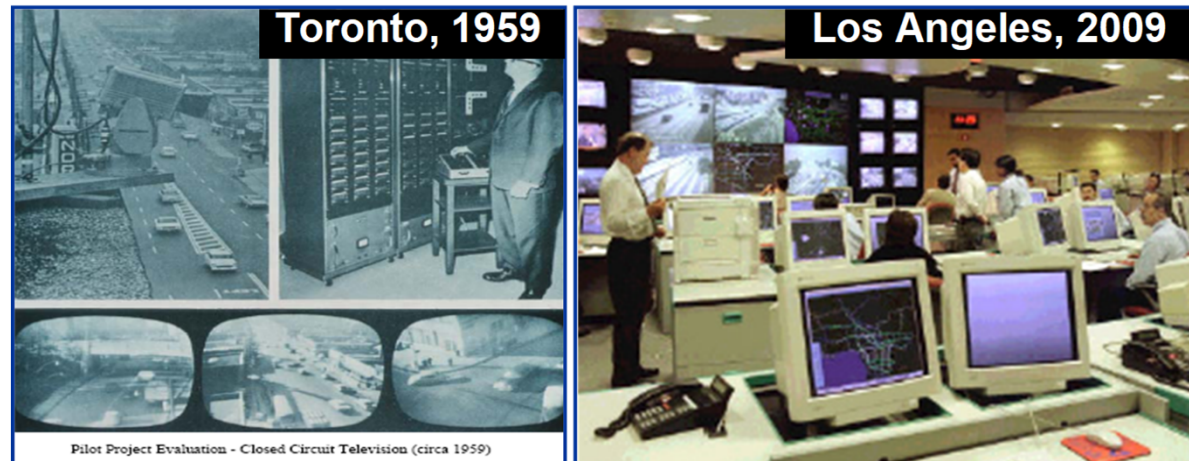 Toronto, 1959
Los Angeles, 2009
Pilot Project Evaluation - Closed Circuit Television (circa 1959)